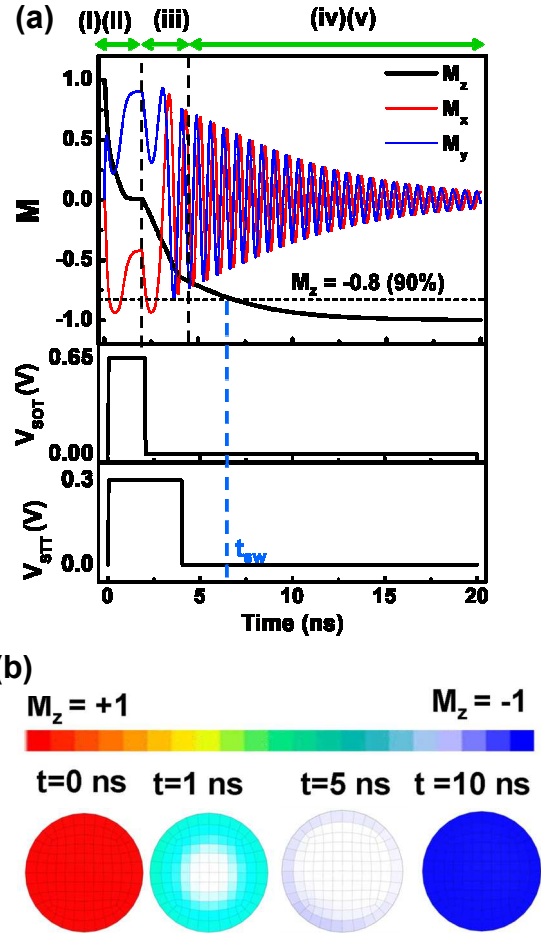 (a)
(I)(II) (iii) (iv)(v)
1.0
0.5
0.0
-0.5
-1.0
M
Mz
Mx
My
Mz = -0.8 (90%)
0.65
0.00
VSOT (V)
0.3
0.0
VSTT (V)
tsw
0 5 10 15 20
Time (ns)
(b)
Mz = +1 Mz = -1
t=0 ns t=1 ns t=5 ns t =10 ns